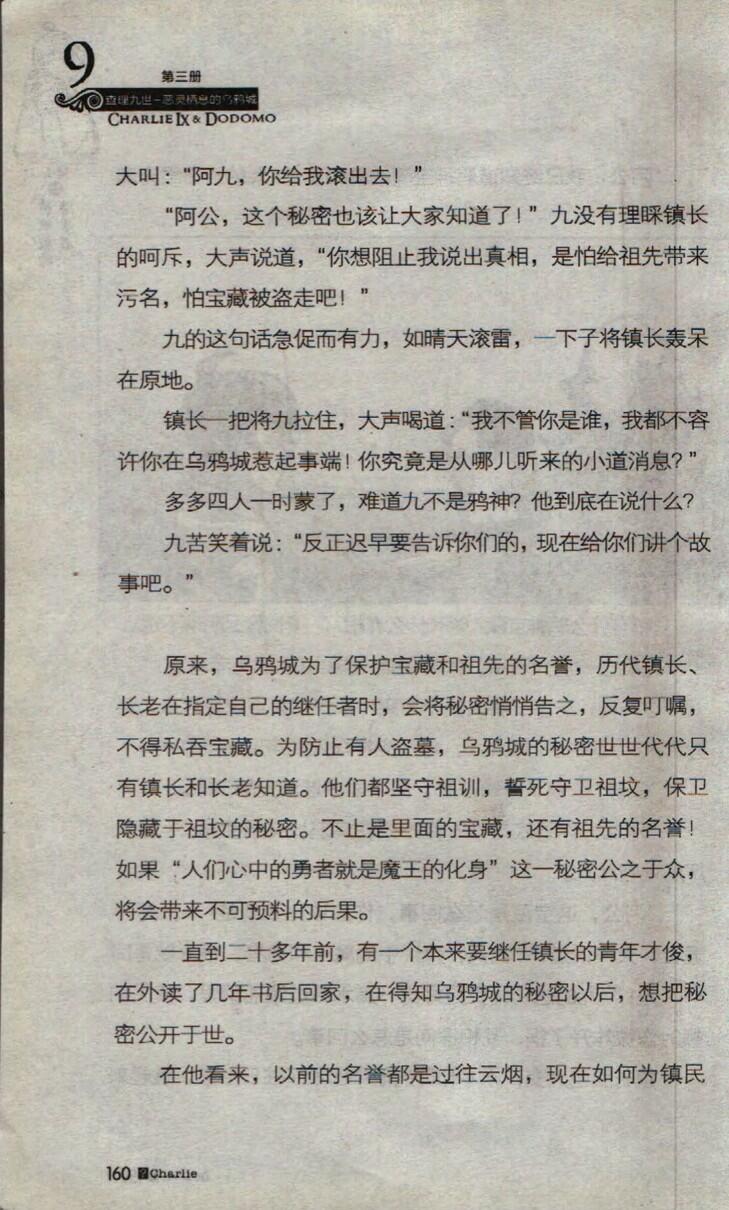 9
第三册
查理九世-恶灵栖息的乌鸦城
CHARLIE IX & DODOMO
大叫：“阿九，你给我滚出去！”
“阿公，这个秘密也该让大家知道了！”九没有理睬镇长
的呵斥，大声说道，“你想阻止我说出真相，是怕给祖先带来
污名，怕宝藏被盗走吧！”
九的这句话急促而有力，如晴天滚雷，一下子将镇长轰呆
在原地。
镇长一把将九拉住，大声喝道：“我不管你是谁，我都不容
许你在乌鸦城惹起事端！你究竟是从哪儿听来的小道消息？”
多多四人一时蒙了，难道九不是鸦神？他到底在说什么？
九苦笑着说：“反正迟早要告诉你们的，现在给你们讲个故
事吧。”
原来，乌鸦城为了保护宝藏和祖先的名誉，历代镇长、
长老在指定自己的继任者时，会将秘密悄悄告之，反复叮嘱，
不得私吞宝藏。为防止有人盗墓，乌鸦城的秘密世世代代只
有镇长和长老知道。他们都坚守祖训，誓死守卫祖坟，保卫
隐藏于祖坟的秘密。不止是里面的宝藏，还有祖先的名誉！
如果“人们心中的勇者就是魔王的化身”这一秘密公之于众，
将会带来不可预料的后果。
一直到二十多年前，有一个本来要继任镇长的青年才俊，
在外读了几年书后回家，在得知乌鸦城的秘密以后，想把秘
密公开于世。
在他看来，以前的名誉都是过往云烟，现在如何为镇民
160 Charlie